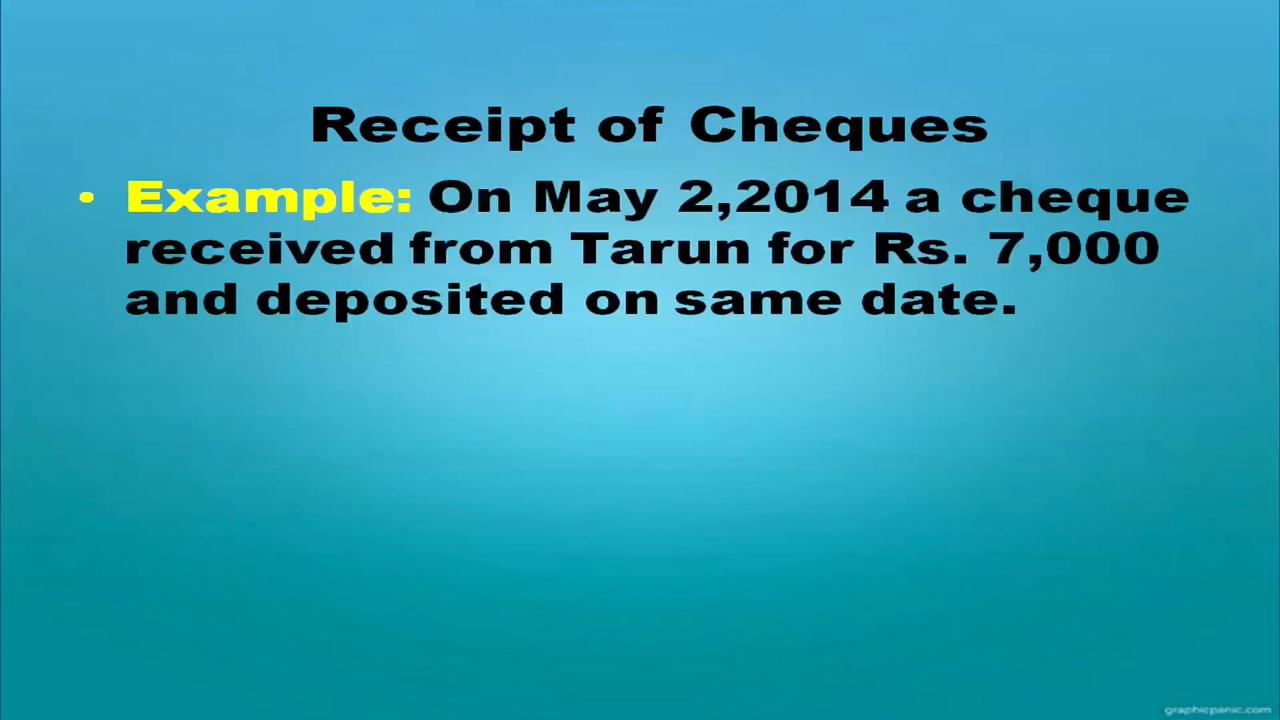 Receipt of Cheques
• Example: On May 2,2014 a cheque
received from Tarun for Rs. 7,000
and deposited on same date.
graphicpanic.com